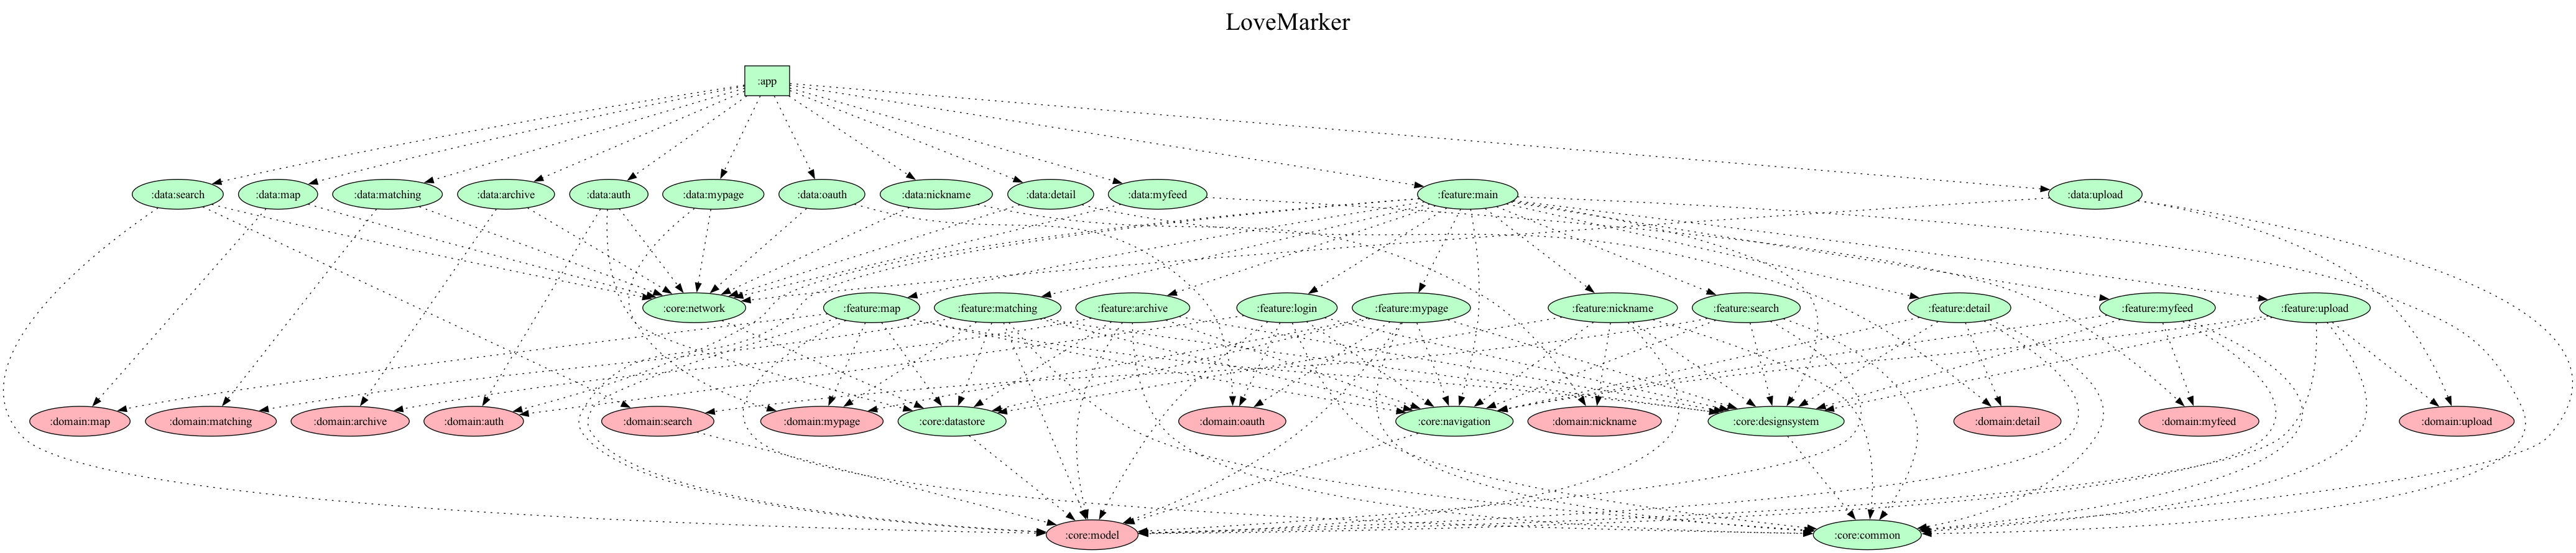 LoveMarker
:app
:data:search
:data:map
:data:matching
:data:archive
:data:auth
:data:mypage
:data:oauth
:data:nickname
:data:detail
:data:myfeed
:feature:main
:data:upload
:core:network
:feature:map
:feature:matching
:feature:archive
:feature:login
:feature:mypage
:feature:nickname
:feature:search
:feature:detail
:feature:myfeed
:feature:upload
:domain:map
:domain:matching
:domain:archive
:domain:auth
:domain:search
:domain:mypage
:core:datastore
:domain:oauth
:core:navigation
:domain:nickname
:core:designsystem
:domain:detail
:domain:myfeed
:domain:upload
:core:model
:core:common